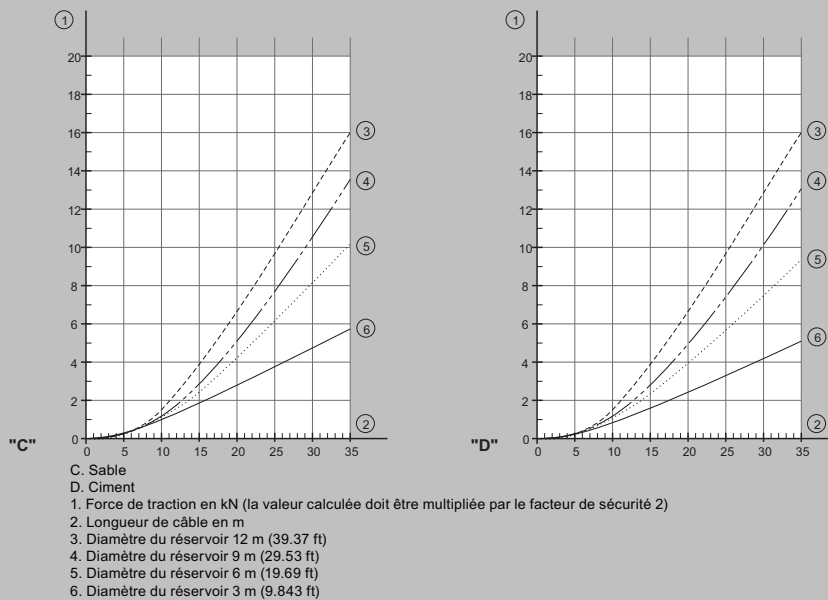 1 1
20 20
18 18
16 16
3 3
14 14
4 4
12 12
10 10
5 5
8 8
6 6
6 6
4 4
2 2
2 2
0 0
"C" 0 5 10 15 20 25 30 35 "D" 0 5 10 15 20 25 30 35
C. Sable
D. Ciment
1. Force de traction en kN (la valeur calculée doit être multipliée par le facteur de sécurité 2)
2. Longueur de câble en m
3. Diamètre du réservoir 12 m (39.37 ft)
4. Diamètre du réservoir 9 m (29.53 ft)
5. Diamètre du réservoir 6 m (19.69 ft)
6. Diamètre du réservoir 3 m (9.843 ft)